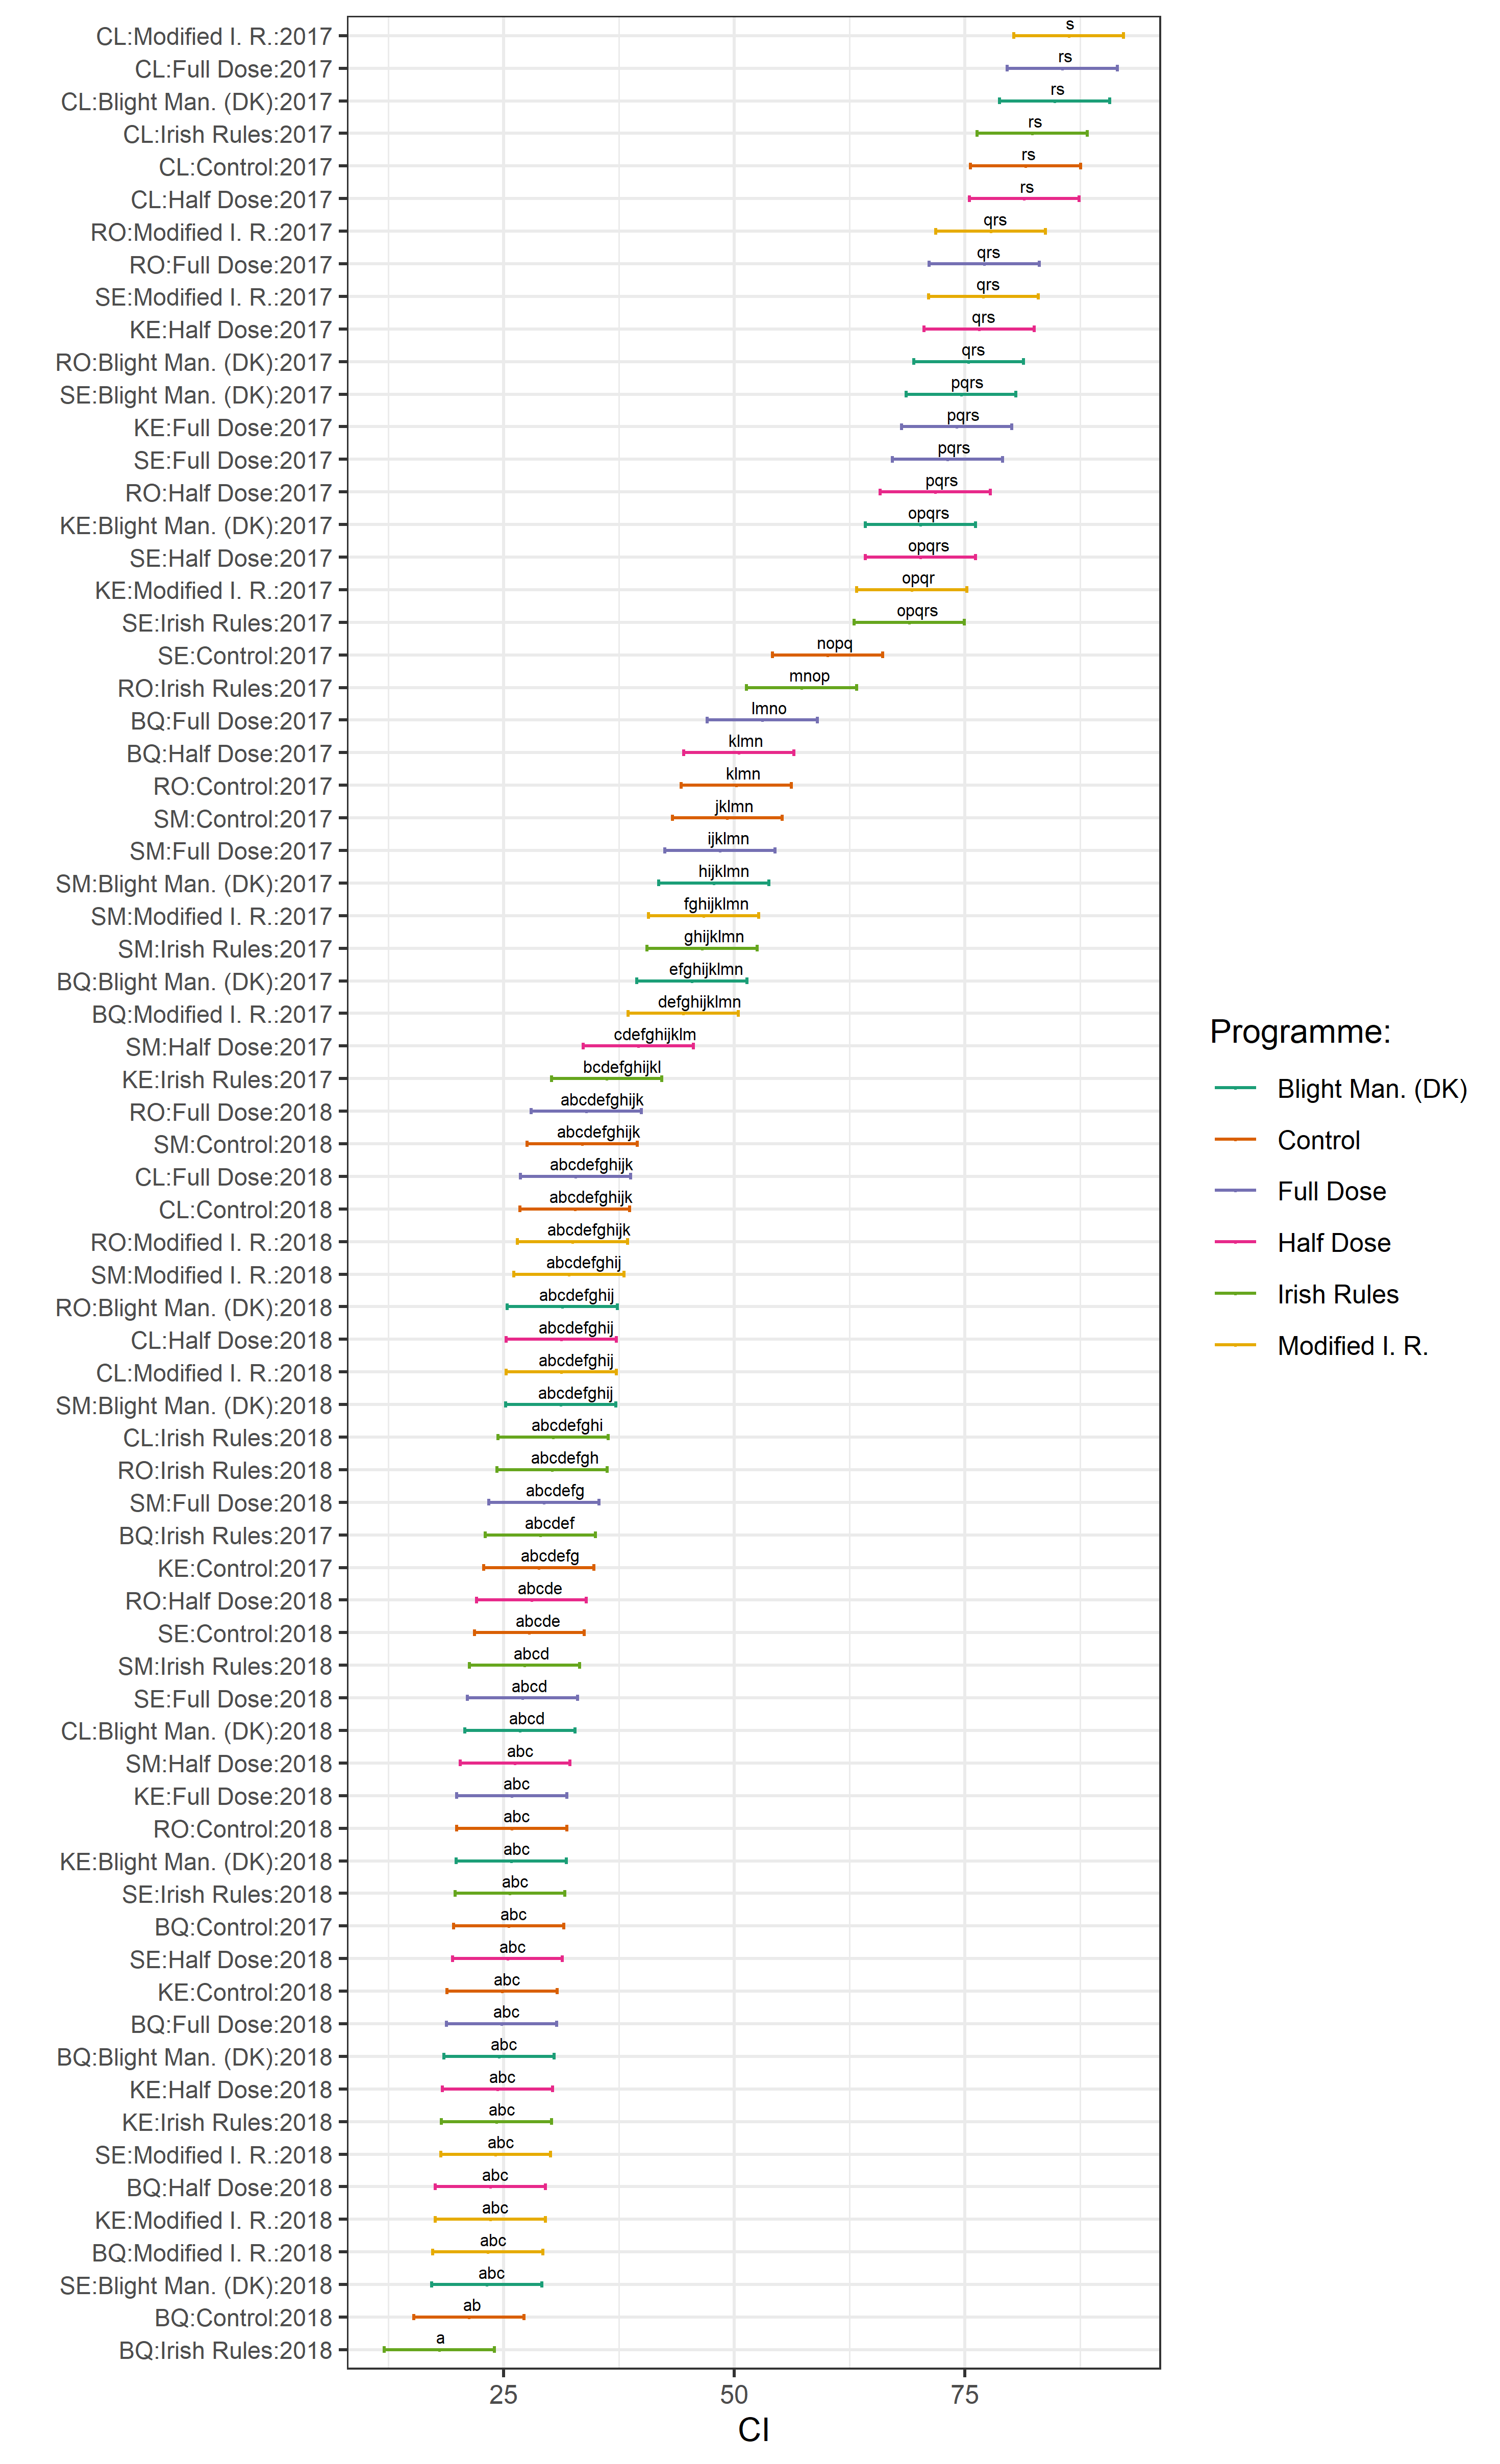 CL:Modified I. R.:2017 s
CL:Full Dose:2017 rs
CL:Blight Man. (DK):2017 rs
CL:Irish Rules:2017 rs
CL:Control:2017 rs
CL:Half Dose:2017 rs
RO:Modified I. R.:2017 qrs
RO:Full Dose:2017 qrs
SE:Modified I. R.:2017 qrs
KE:Half Dose:2017 qrs
RO:Blight Man. (DK):2017 qrs
SE:Blight Man. (DK):2017 pqrs
KE:Full Dose:2017 pqrs
SE:Full Dose:2017 pqrs
RO:Half Dose:2017 pqrs
KE:Blight Man. (DK):2017 opqrs
SE:Half Dose:2017 opqrs
KE:Modified I. R.:2017 opqr
SE:Irish Rules:2017 opqrs
SE:Control:2017 nopq
RO:Irish Rules:2017 mnop
BQ:Full Dose:2017 lmno
BQ:Half Dose:2017 klmn
RO:Control:2017 klmn
SM:Control:2017 jklmn
SM:Full Dose:2017 ijklmn
SM:Blight Man. (DK):2017 hijklmn
SM:Modified I. R.:2017 fghijklmn
SM:Irish Rules:2017 ghijklmn
BQ:Blight Man. (DK):2017 efghijklmn
BQ:Modified I. R.:2017 defghijklmn
SM:Half Dose:2017 cdefghijklm
KE:Irish Rules:2017 bcdefghijkl
RO:Full Dose:2018 abcdefghijk
SM:Control:2018 abcdefghijk
CL:Full Dose:2018 abcdefghijk
CL:Control:2018 abcdefghijk
RO:Modified I. R.:2018 abcdefghijk
SM:Modified I. R.:2018 abcdefghij
RO:Blight Man. (DK):2018 abcdefghij
CL:Half Dose:2018 abcdefghij
CL:Modified I. R.:2018 abcdefghij
SM:Blight Man. (DK):2018 abcdefghij
CL:Irish Rules:2018 abcdefghi
RO:Irish Rules:2018 abcdefgh
SM:Full Dose:2018 abcdefg
BQ:Irish Rules:2017 abcdef
KE:Control:2017 abcdefg
RO:Half Dose:2018 abcde
SE:Control:2018 abcde
SM:Irish Rules:2018 abcd
SE:Full Dose:2018 abcd
CL:Blight Man. (DK):2018 abcd
SM:Half Dose:2018 abc
KE:Full Dose:2018 abc
RO:Control:2018 abc
KE:Blight Man. (DK):2018 abc
SE:Irish Rules:2018 abc
BQ:Control:2017 abc
SE:Half Dose:2018 abc
KE:Control:2018 abc
BQ:Full Dose:2018 abc
BQ:Blight Man. (DK):2018 abc
KE:Half Dose:2018 abc
KE:Irish Rules:2018 abc
SE:Modified I. R.:2018 abc
BQ:Half Dose:2018 abc
KE:Modified I. R.:2018 abc
BQ:Modified I. R.:2018 abc
SE:Blight Man. (DK):2018 abc
BQ:Control:2018 ab
BQ:Irish Rules:2018 a
25 50 75
CI
Programme:
Blight Man. (DK)
Control
Full Dose
Half Dose
Irish Rules
Modified I. R.